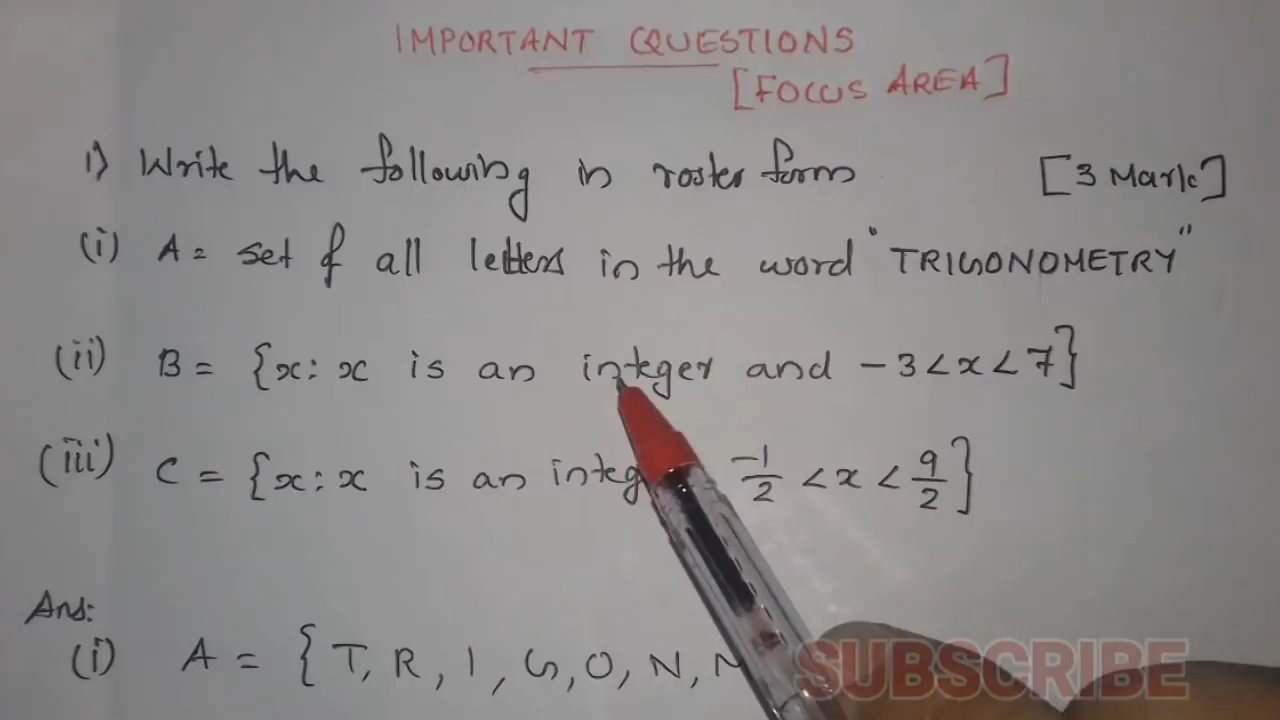 IMPORTANT QUESTIONS
[FOCUS AREA]
1) Write the following in roster form [3 Mark]
(i) A = set of all letters in the word "TRIGONOMETRY"
(ii) B = {x : x is an integer and -3 < x < 7}
(iii) C = {x : x is an integ -1/2 < x < 9/2}
Ans:
(i) A = { T, R, I, G, O, N,
SUBSCRIBE